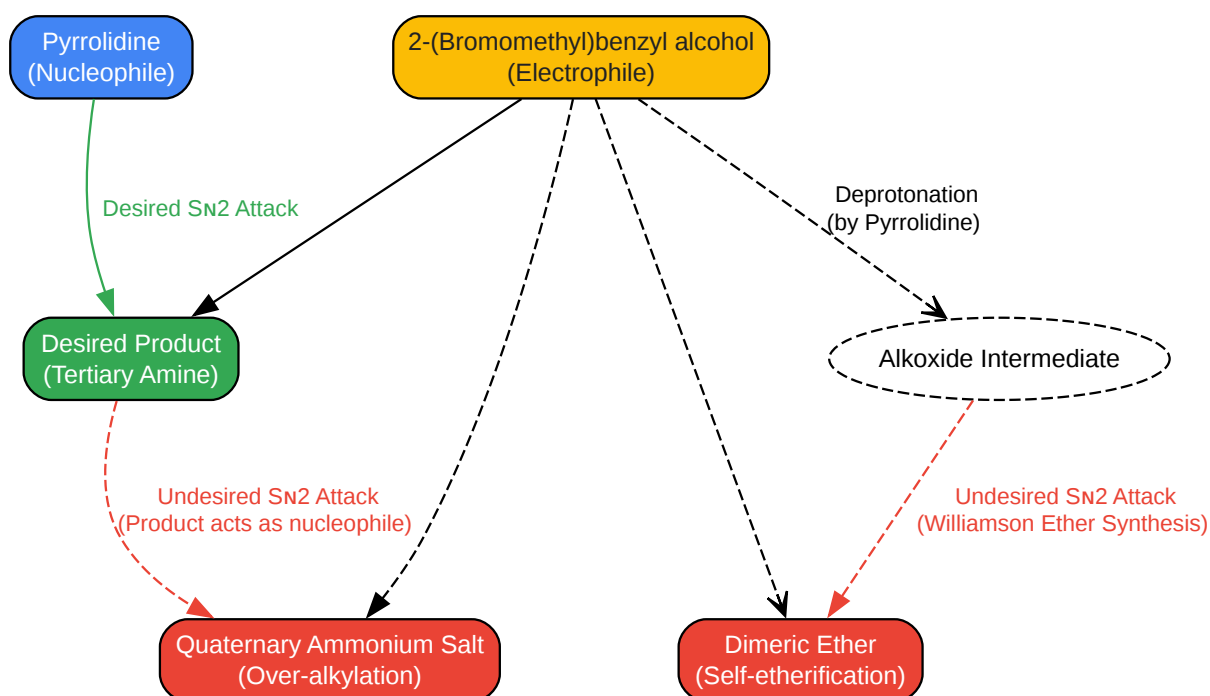 Pyrrolidine
(Nucleophile)
2-(Bromomethyl)benzyl alcohol
(Electrophile)
Desired SN2 Attack
Deprotonation
(by Pyrrolidine)
Desired Product
(Tertiary Amine)
Alkoxide Intermediate
Undesired SN2 Attack
(Product acts as nucleophile)
Undesired SN2 Attack
(Williamson Ether Synthesis)
Quaternary Ammonium Salt
(Over-alkylation)
Dimeric Ether
(Self-etherification)